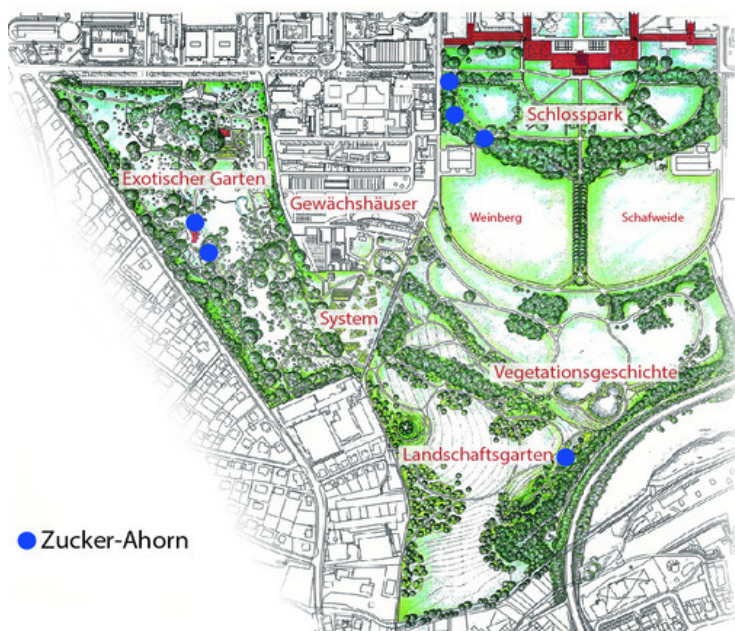 Schlosspark
Exotischer Garten
Gewächshäuser
Weinberg
Schafweide
System
Vegetationsgeschichte
Landschaftsgarten
Zucker-Ahorn